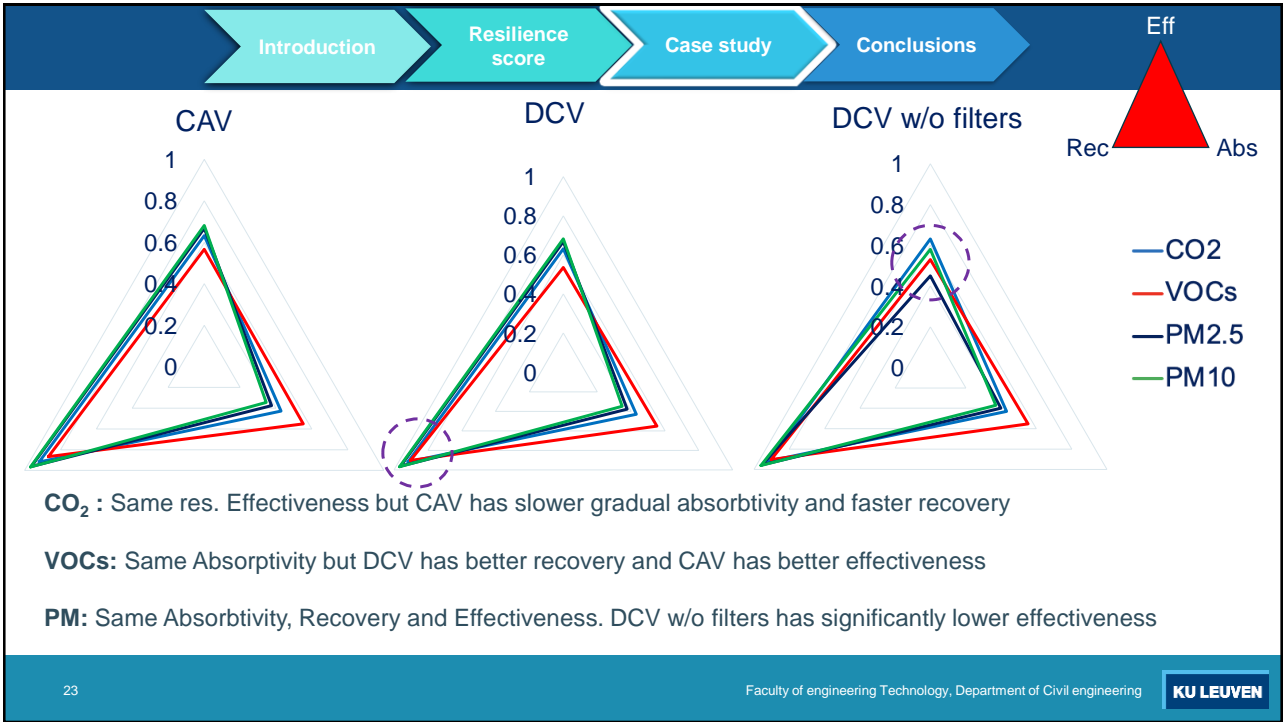 Introduction
Resilience
score
Case study
Conclusions
Eff
Rec
Abs
CAV
1
0.8
0.6
0.4
0.2
0
DCV
1
0.8
0.6
0.4
0.2
0
DCV w/o filters
1
0.8
0.6
0.4
0.2
0
CO2
VOCs
PM2.5
PM10
CO₂ : Same res. Effectiveness but CAV has slower gradual absorbtivity and faster recovery
VOCs: Same Absorptivity but DCV has better recovery and CAV has better effectiveness
PM: Same Absorbtivity, Recovery and Effectiveness. DCV w/o filters has significantly lower effectiveness
23
Faculty of engineering Technology, Department of Civil engineering
KU LEUVEN